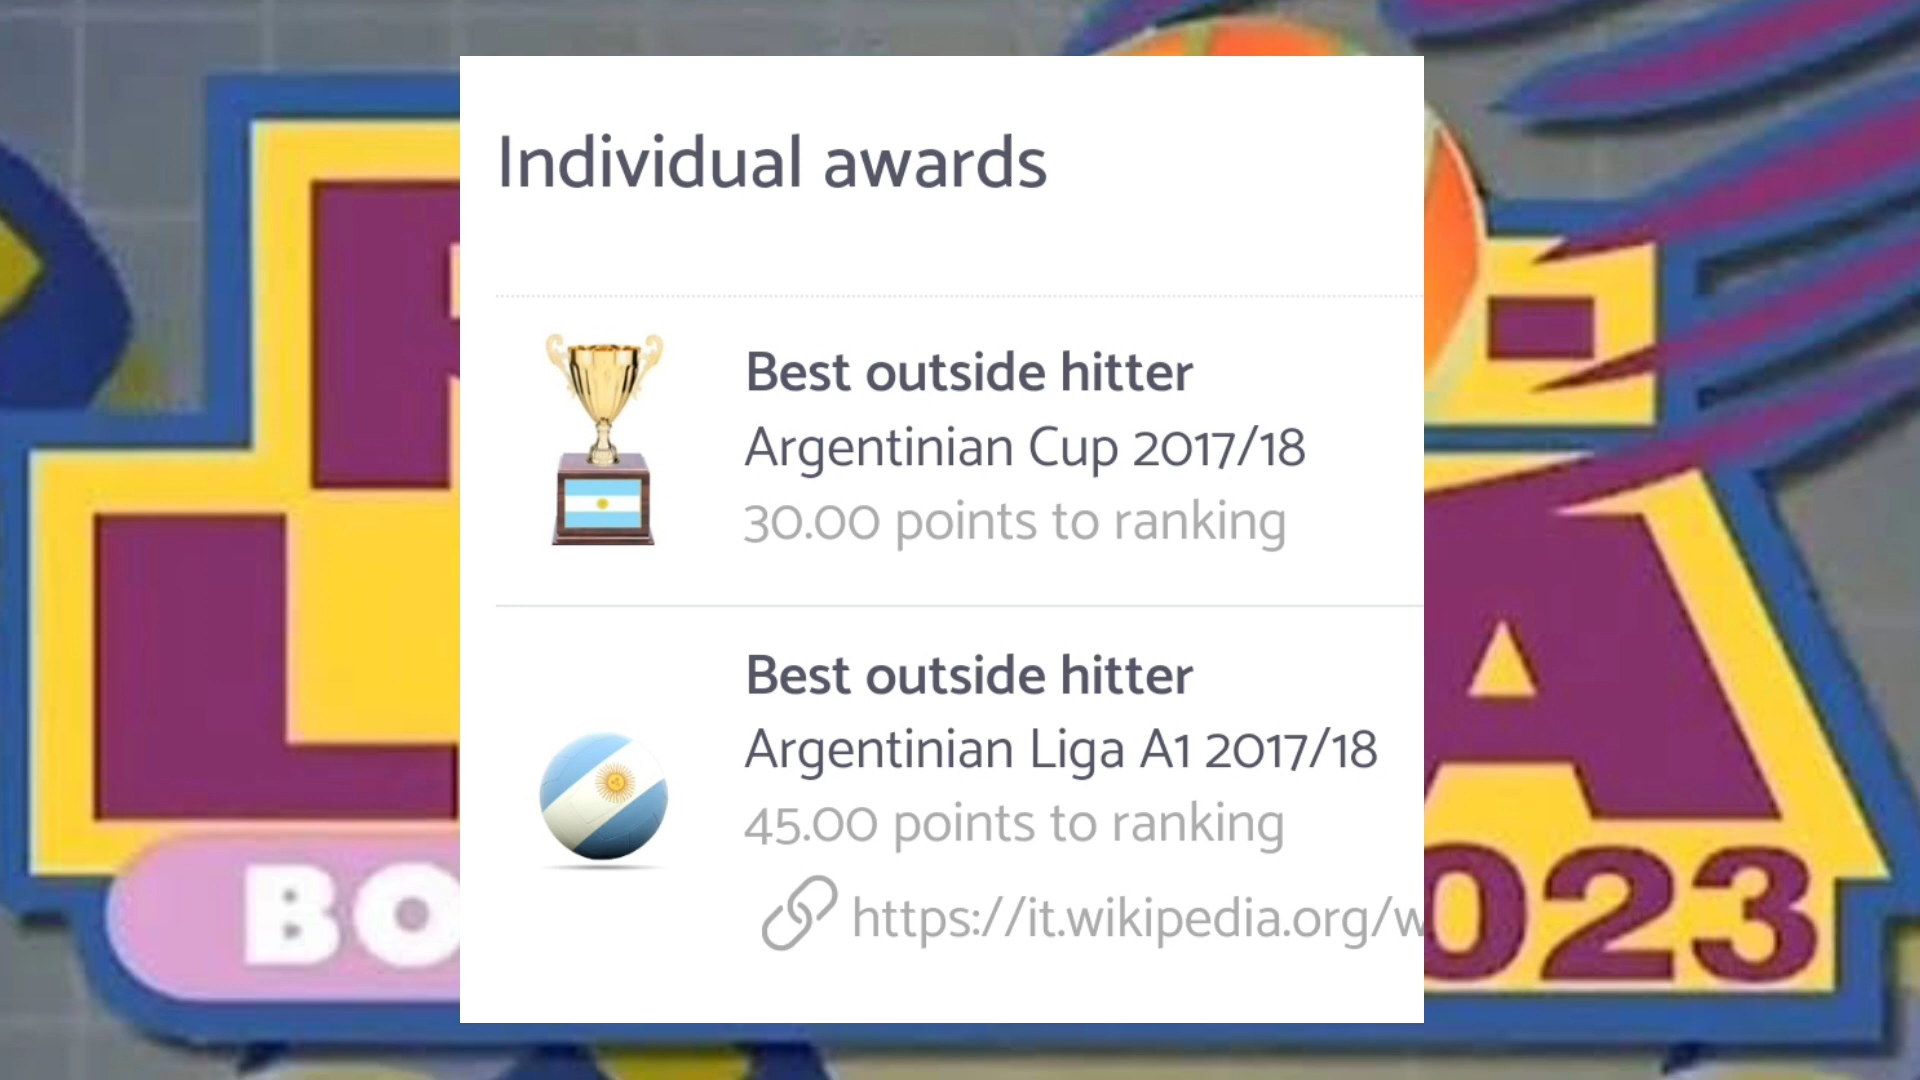 Individual awards
Best outside hitter
Argentinian Cup 2017/18
30.00 points to ranking
Best outside hitter
Argentinian Liga A1 2017/18
45.00 points to ranking
https://it.wikipedia.org/w
A
BO
023